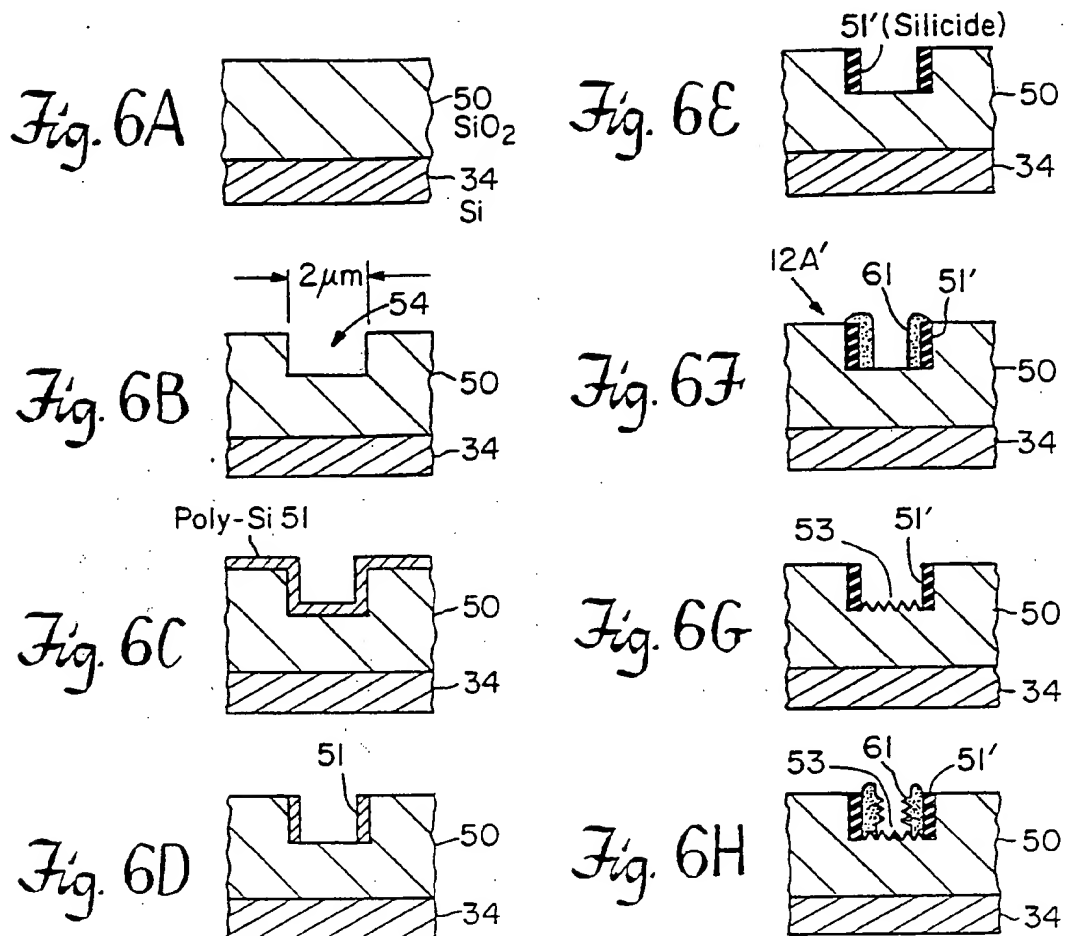 Fig. 6A
50
SiO2
34
Si
Fig. 6B
2μm
54
50
34
Fig. 6C
Poly-Si 51
50
34
Fig. 6D
51
50
34
Fig. 6E
51′(Silicide)
50
34
Fig. 6F
12A′
61
51′
50
34
Fig. 6G
53
51′
50
34
Fig. 6H
53
61
51′
50
34